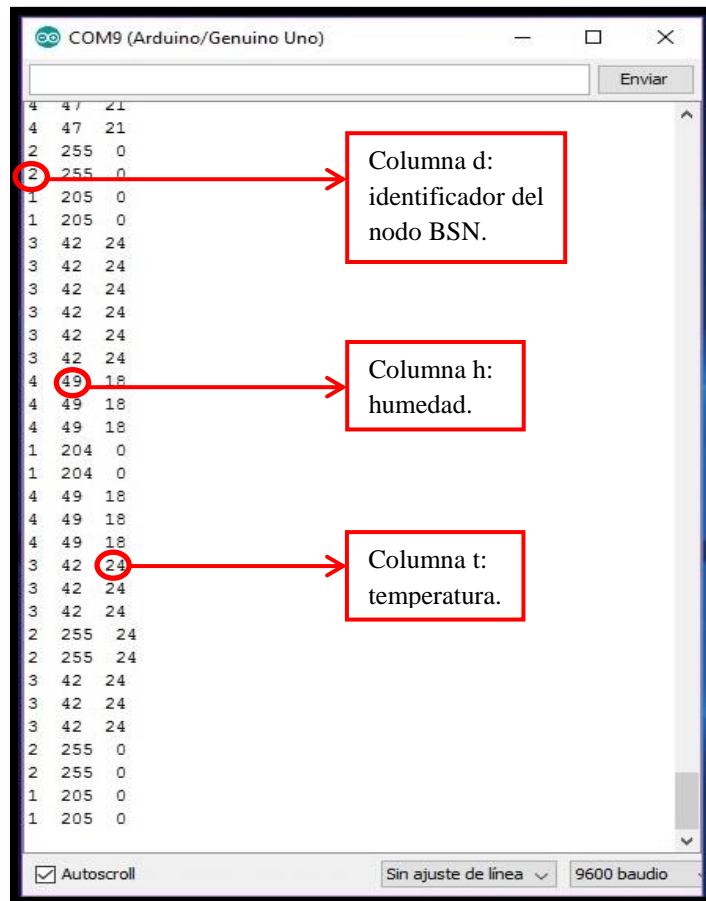 COM9 (Arduino/Genuino Uno)
Enviar
4 47 21
4 47 21
2 255 0
2 255 0
1 205 0
1 205 0
3 42 24
3 42 24
3 42 24
3 42 24
3 42 24
3 42 24
4 49 18
4 49 18
4 49 18
1 204 0
1 204 0
4 49 18
4 49 18
4 49 18
3 42 24
3 42 24
3 42 24
2 255 24
2 255 24
3 42 24
3 42 24
3 42 24
2 255 0
2 255 0
1 205 0
1 205 0
Columna d:
identificador del
nodo BSN.
Columna h:
humedad.
Columna t:
temperatura.
Autoscroll
Sin ajuste de línea
9600 baudio